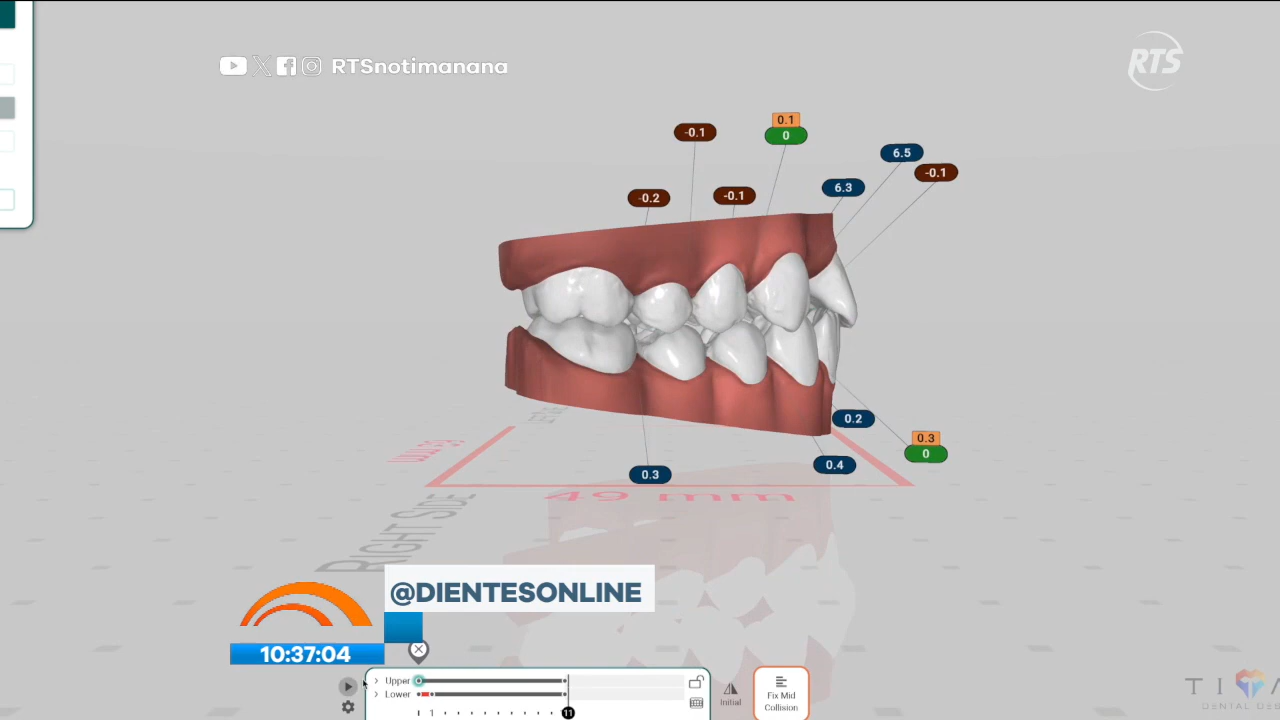 RTSnotimanana
RTS
0.1
0
-0.1
6.5
-0.1
6.3
-0.1
-0.2
0.2
0.3
0
0.4
0.3
49 mm
RIGHT SIDE
@DIENTESONLINE
10:37:04
Upper
Lower
1
11
Initial
Fix Mid
Collision